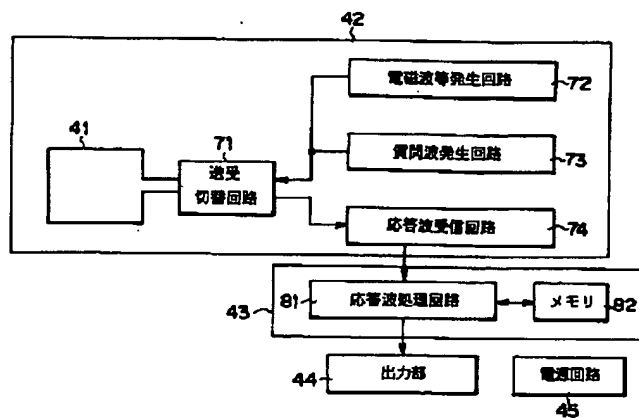 42
電磁波等発生回路
72
41
71
送受
切替回路
質問波発生回路
73
応答波受信回路
74
43
81
応答波処理回路
メモリ
82
44
出力部
電源回路
45